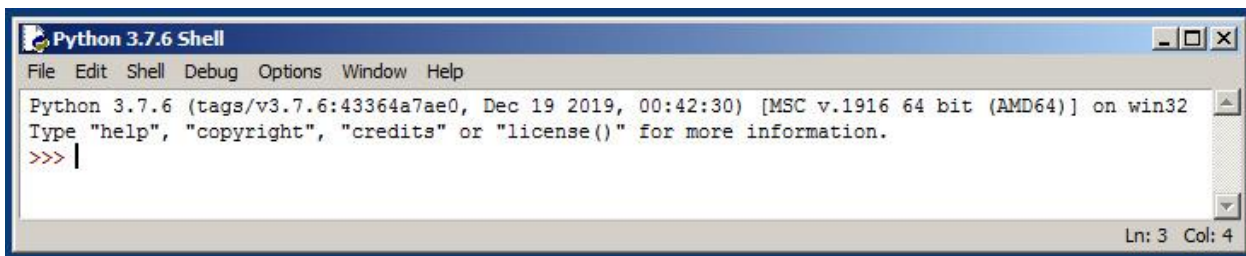 Python 3.7.6 Shell
File Edit Shell Debug Options Window Help
Python 3.7.6 (tags/v3.7.6:43364a7ae0, Dec 19 2019, 00:42:30) [MSC v.1916 64 bit (AMD64)] on win32
Type "help", "copyright", "credits" or "license()" for more information.
>>>
Ln: 3 Col: 4